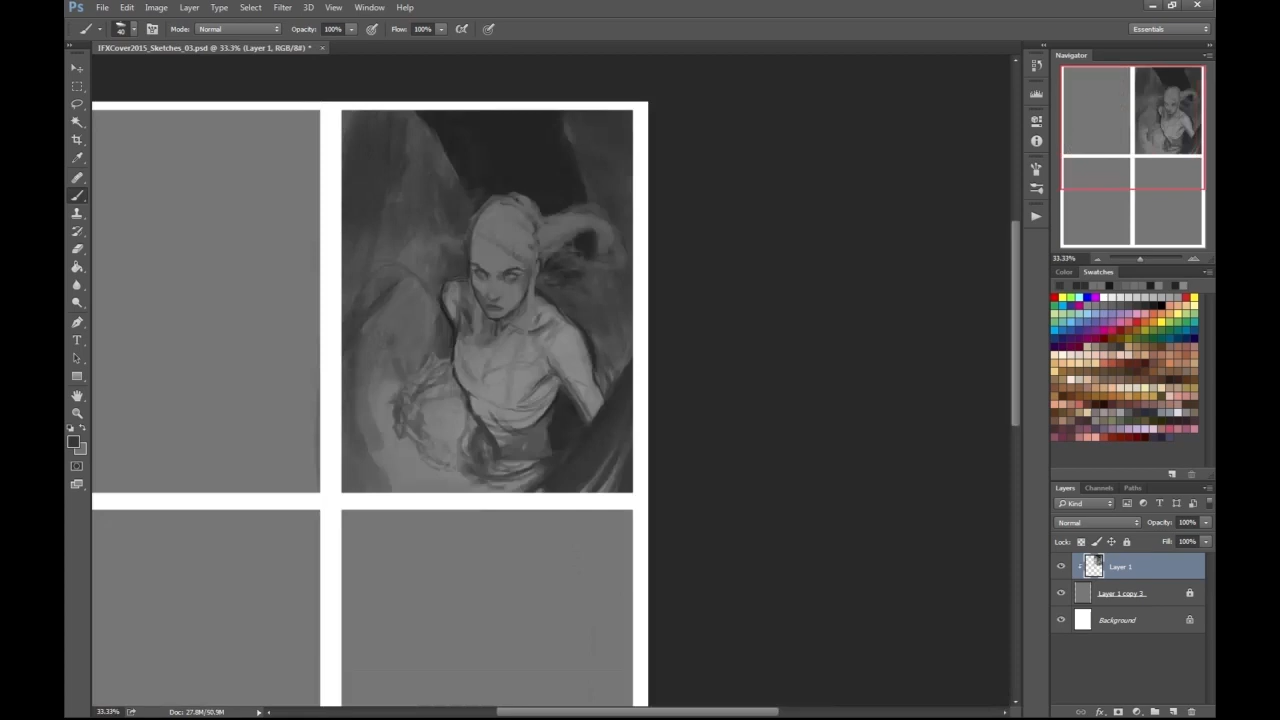 Ps File Edit Image Layer Type Select Filter 3D View Window Help
40 Mode: Normal Opacity: 100% Flow: 100% Essentials
IFXCover2015_Sketches_03.psd @ 33.3% (Layer 1, RGB/8#) * ×
Navigator
33.33%
Color Swatches
Layers Channels Paths
Kind
Normal Opacity: 100%
Lock: Fill: 100%
Layer 1
Layer 1 copy 3
Background
33.33% Doc: 27.8M/50.9M
fx